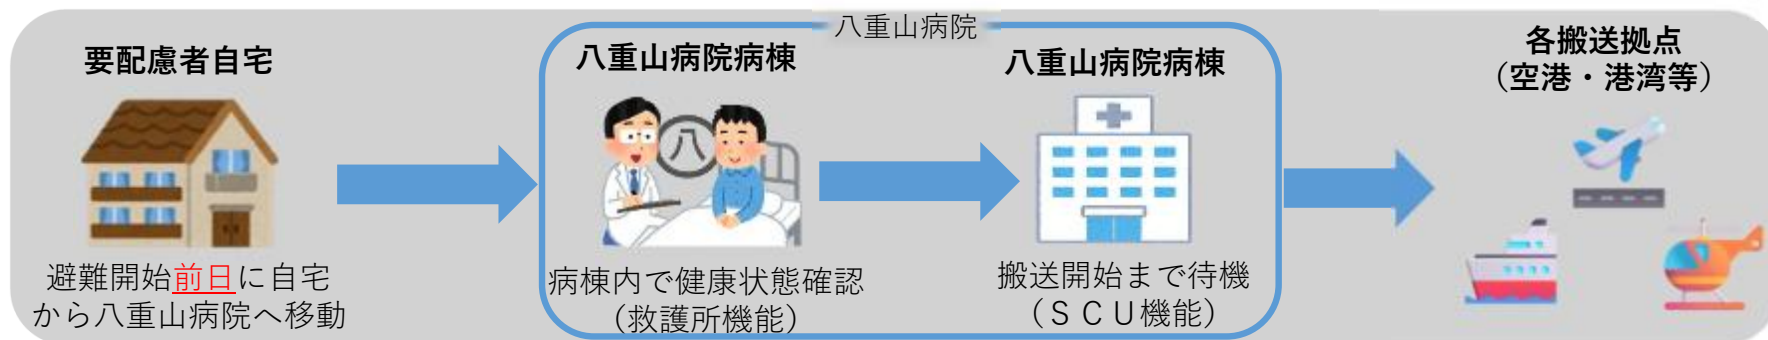 八重山病院
要配慮者自宅
避難開始前日に自宅
から八重山病院へ移動
八重山病院病棟
八
病棟内で健康状態確認
（救護所機能）
八重山病院病棟
搬送開始まで待機
（ＳＣＵ機能）
各搬送拠点
（空港・港湾等）